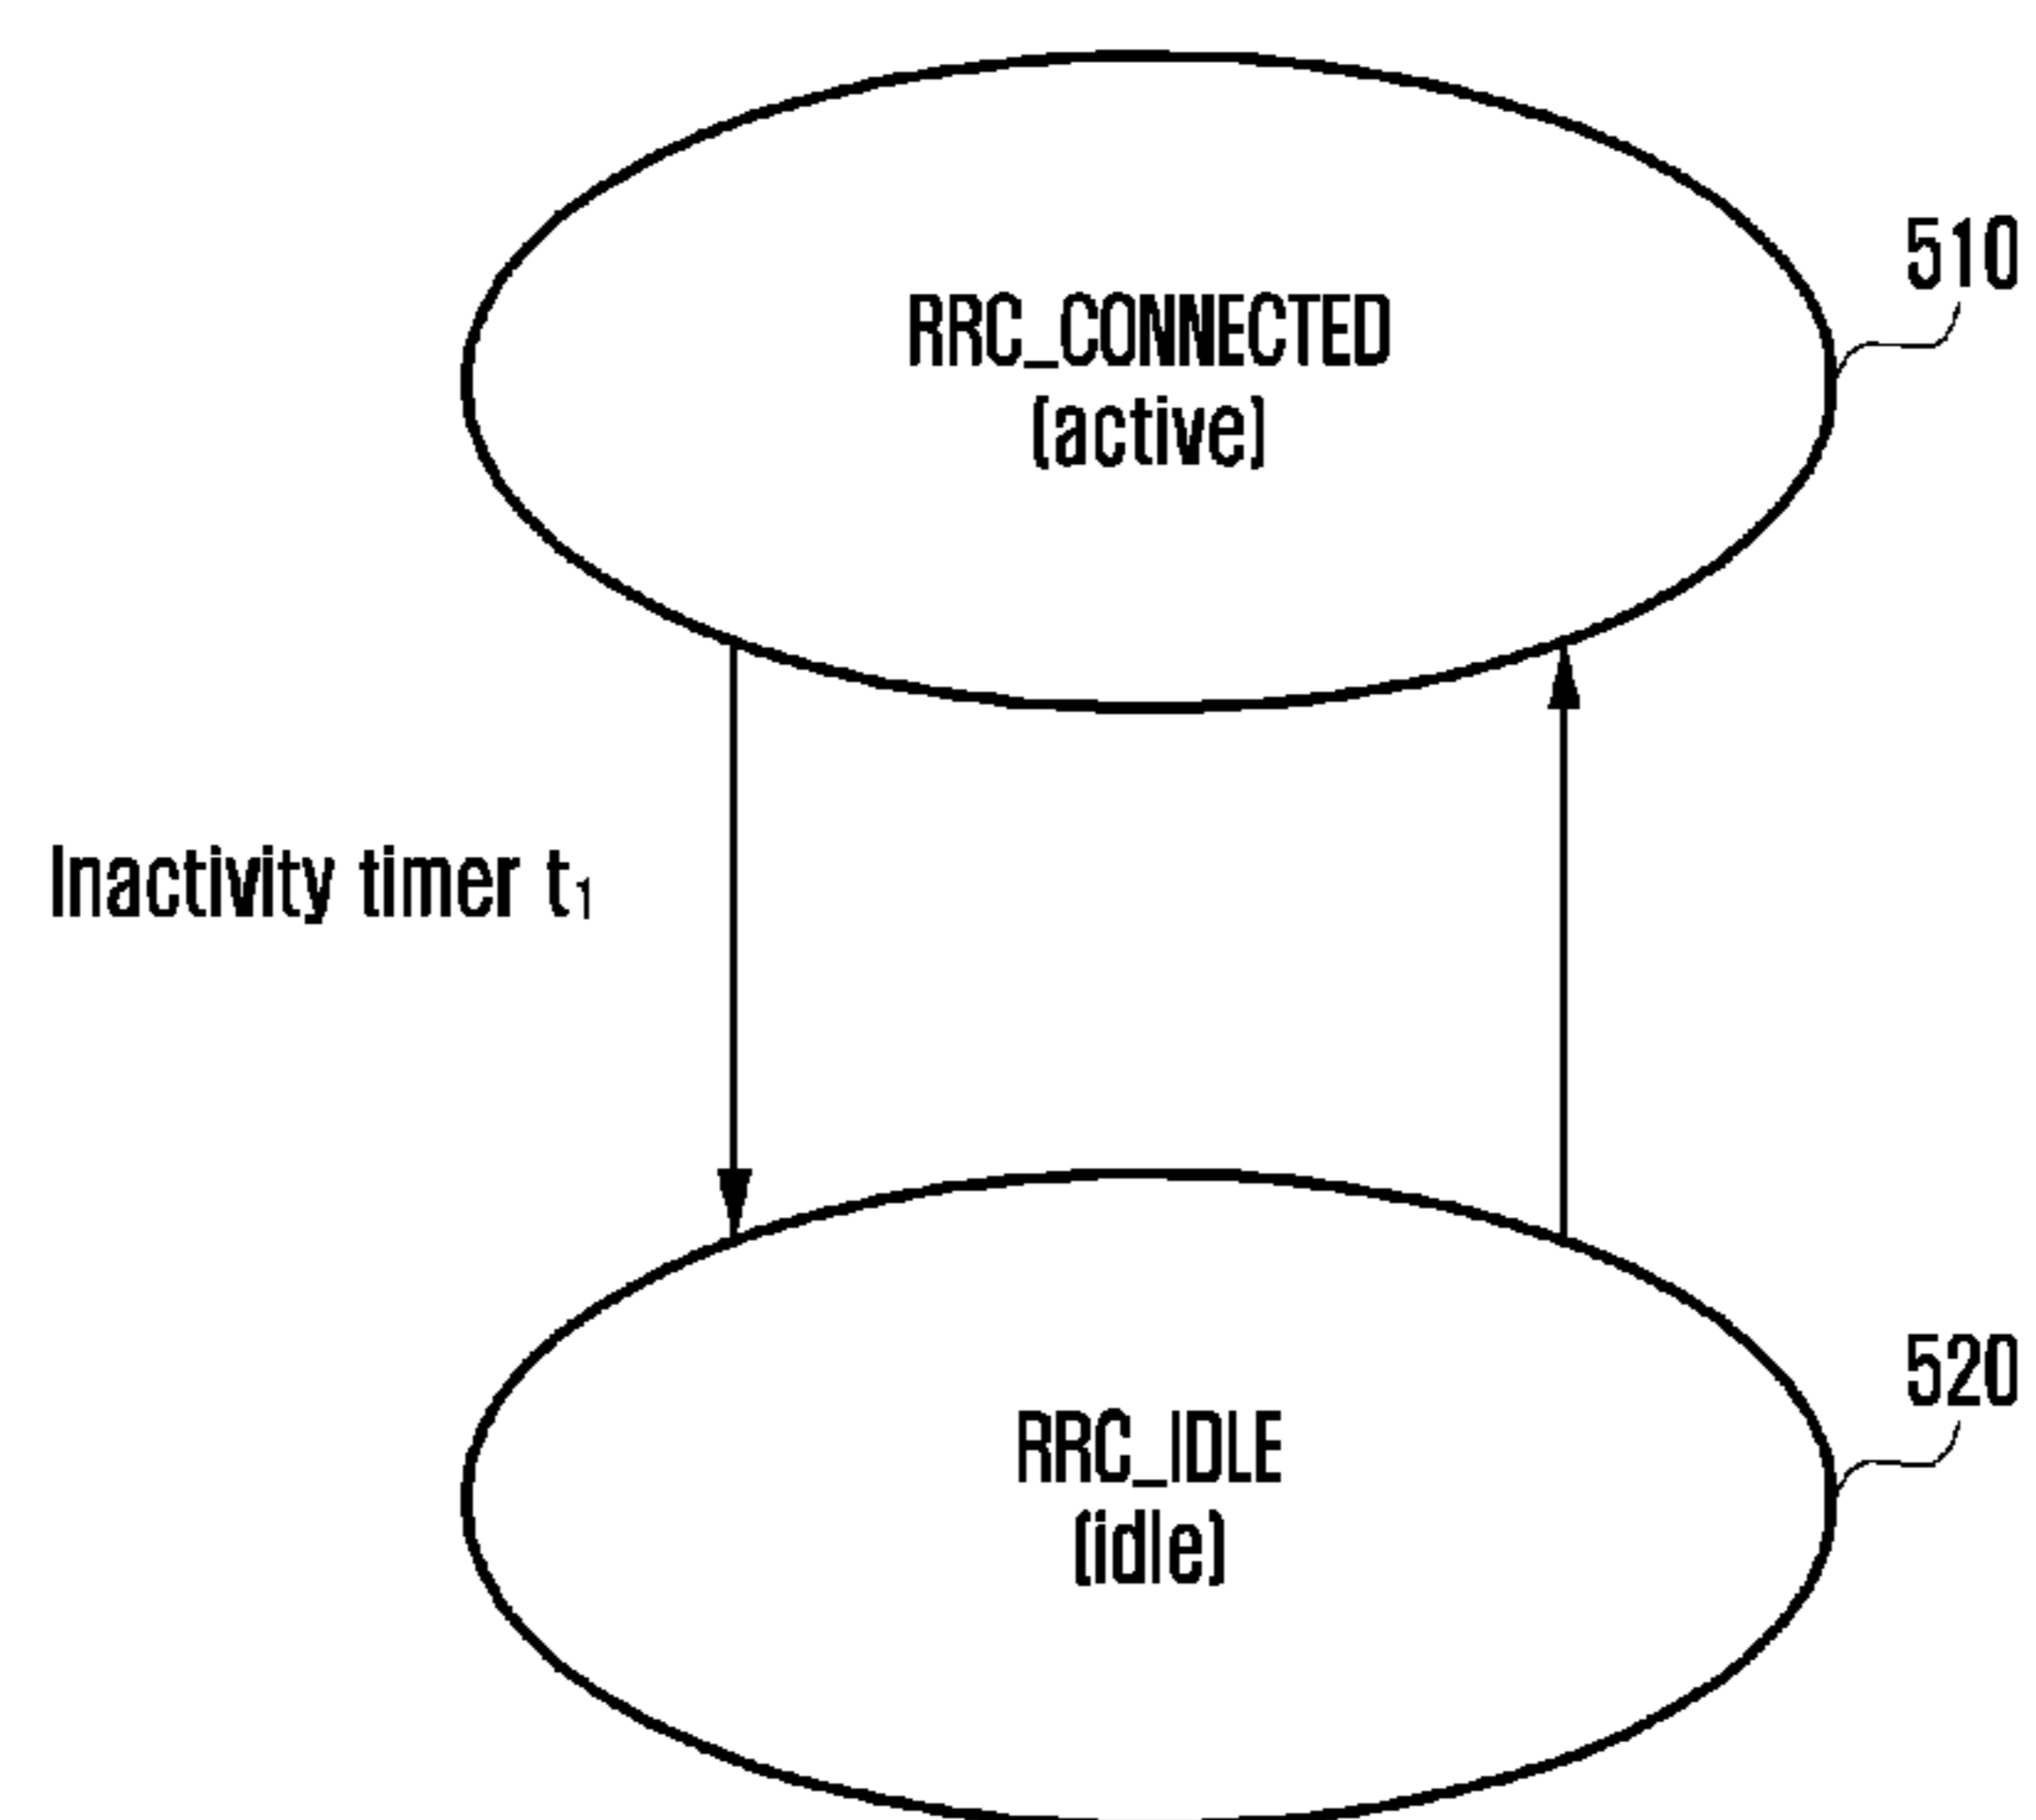 510
RRC_CONNECTED
(active)
Inactivity timer t₁
520
RRC_IDLE
(idle)